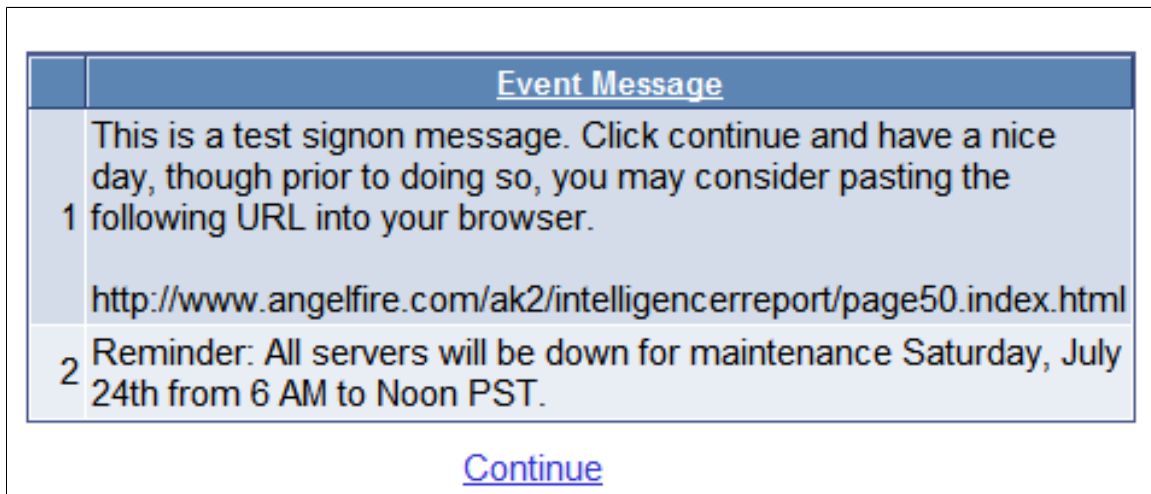 Event Message
This is a test signon message. Click continue and have a nice
day, though prior to doing so, you may consider pasting the
1 following URL into your browser.
http://www.angelfire.com/ak2/intelligencerreport/page50.index.html
2 Reminder: All servers will be down for maintenance Saturday, July
24th from 6 AM to Noon PST.
Continue